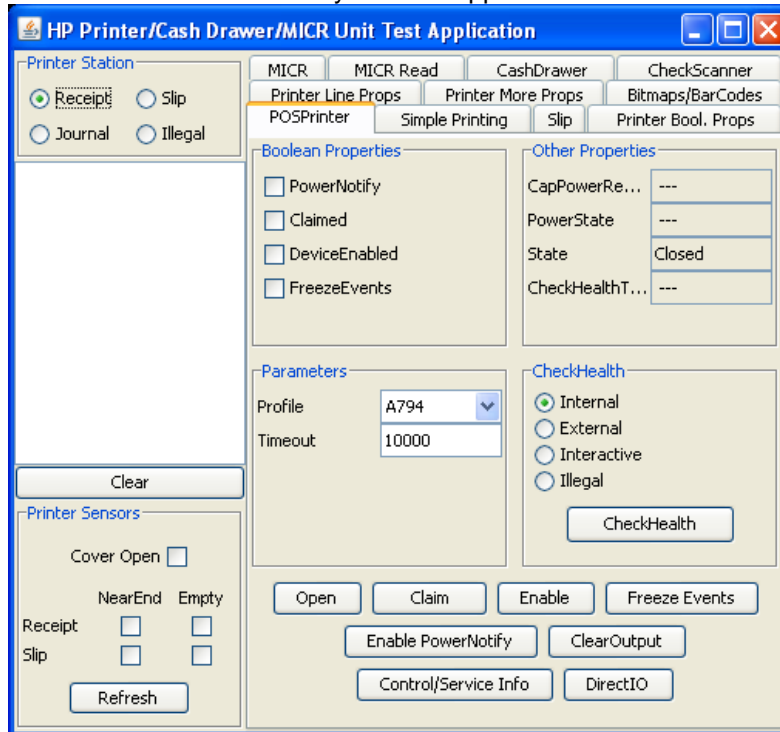 HP Printer/Cash Drawer/MICR Unit Test Application
Printer Station
Receipt Slip
Journal Illegal
Clear
Printer Sensors
Cover Open
NearEnd Empty
Receipt
Slip
Refresh
MICR MICR Read CashDrawer CheckScanner
Printer Line Props Printer More Props Bitmaps/BarCodes
POSPrinter Simple Printing Slip Printer Bool. Props
Boolean Properties
PowerNotify
Claimed
DeviceEnabled
FreezeEvents
Other Properties
CapPowerRe... ---
PowerState ---
State Closed
CheckHealthT... ---
Parameters
Profile A794
Timeout 10000
CheckHealth
Internal
External
Interactive
Illegal
CheckHealth
Open Claim Enable Freeze Events
Enable PowerNotify ClearOutput
Control/Service Info DirectIO